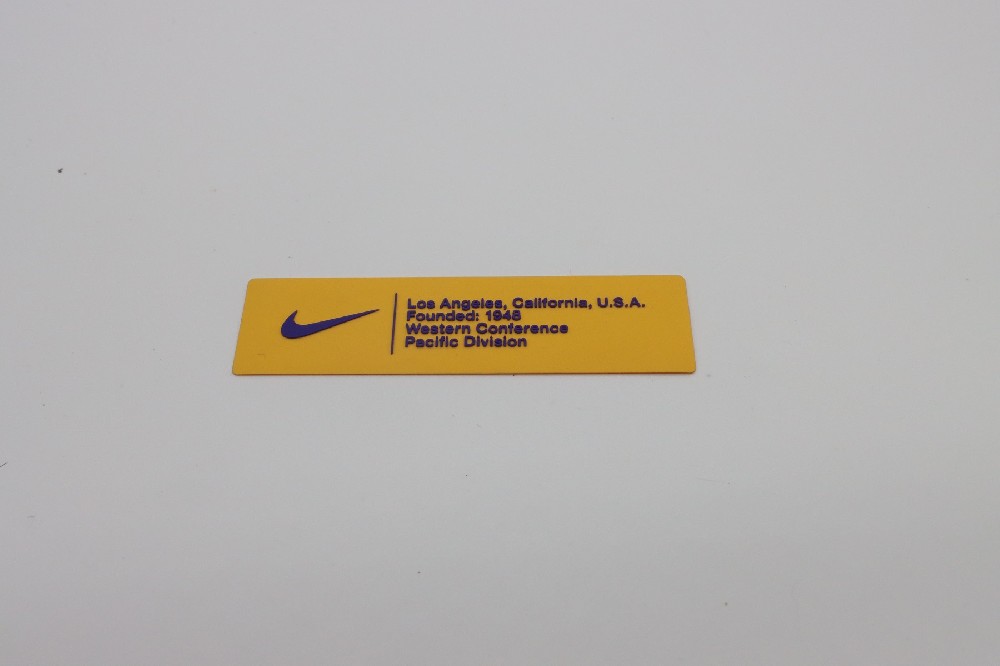 Los Angeles, California, U.S.A.
Founded: 1948
Western Conference
Pacific Division